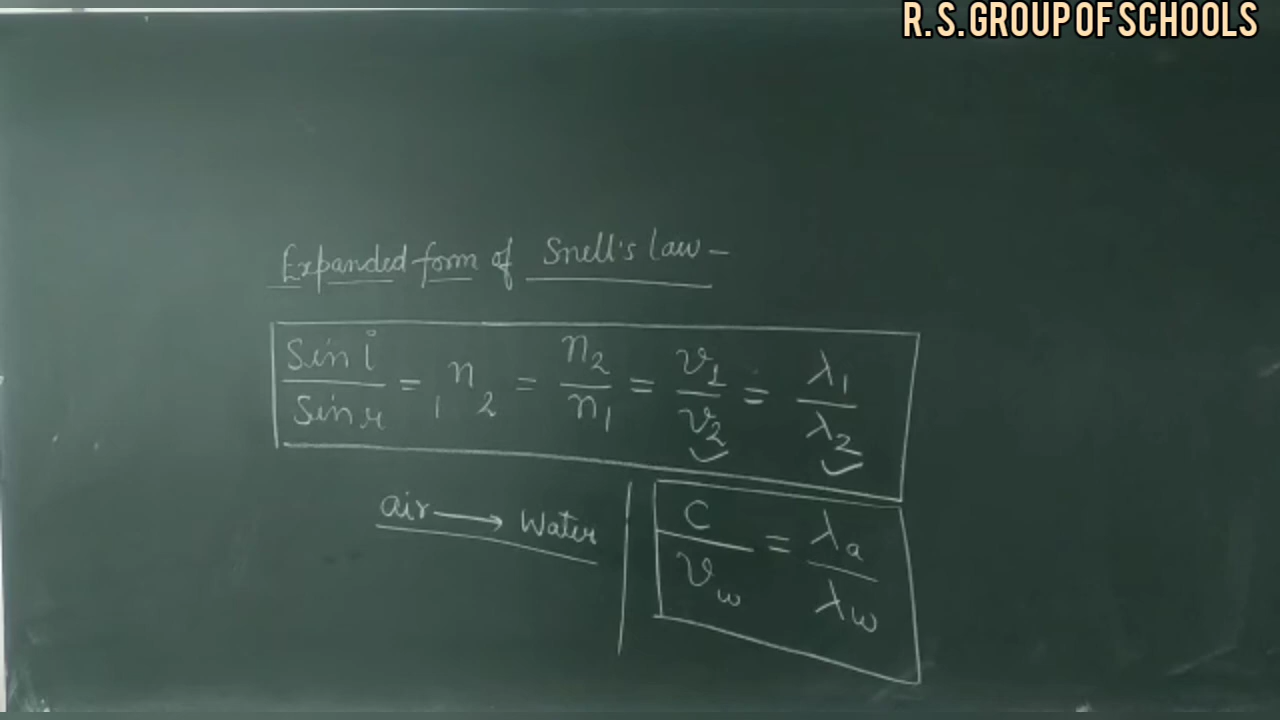 R.S.GROUP OF SCHOOLS
Expanded form of Snell's law –
sin i / sin r = ₁n₂ = n₂ / n₁ = v₁ / v₂ = λ₁ / λ₂
air → Water
C / v_w = λ_a / λ_w